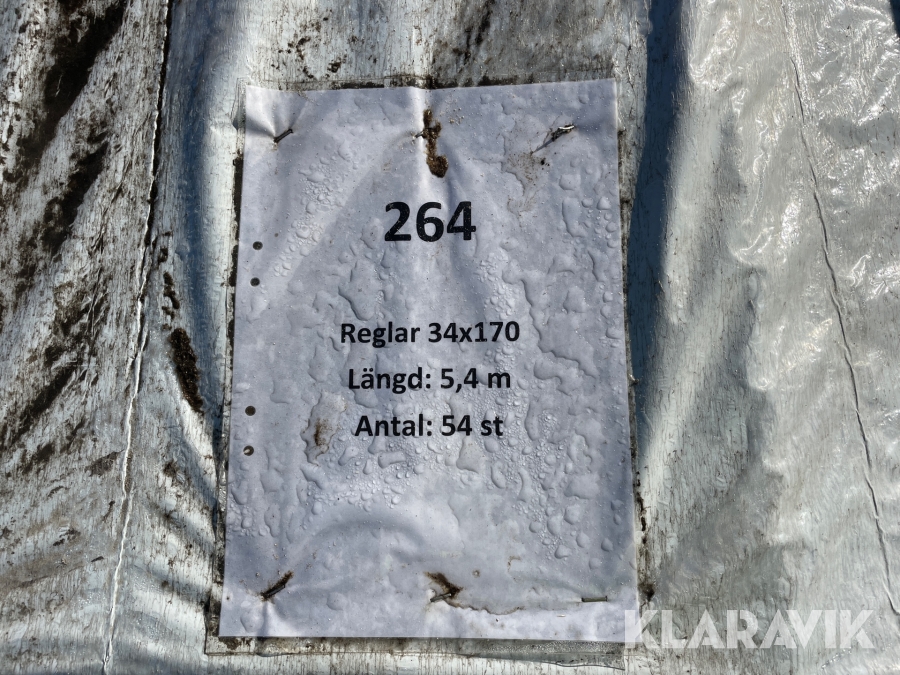 264
Reglar 34x170
Längd: 5,4 m
Antal: 54 st
KLARAVIK